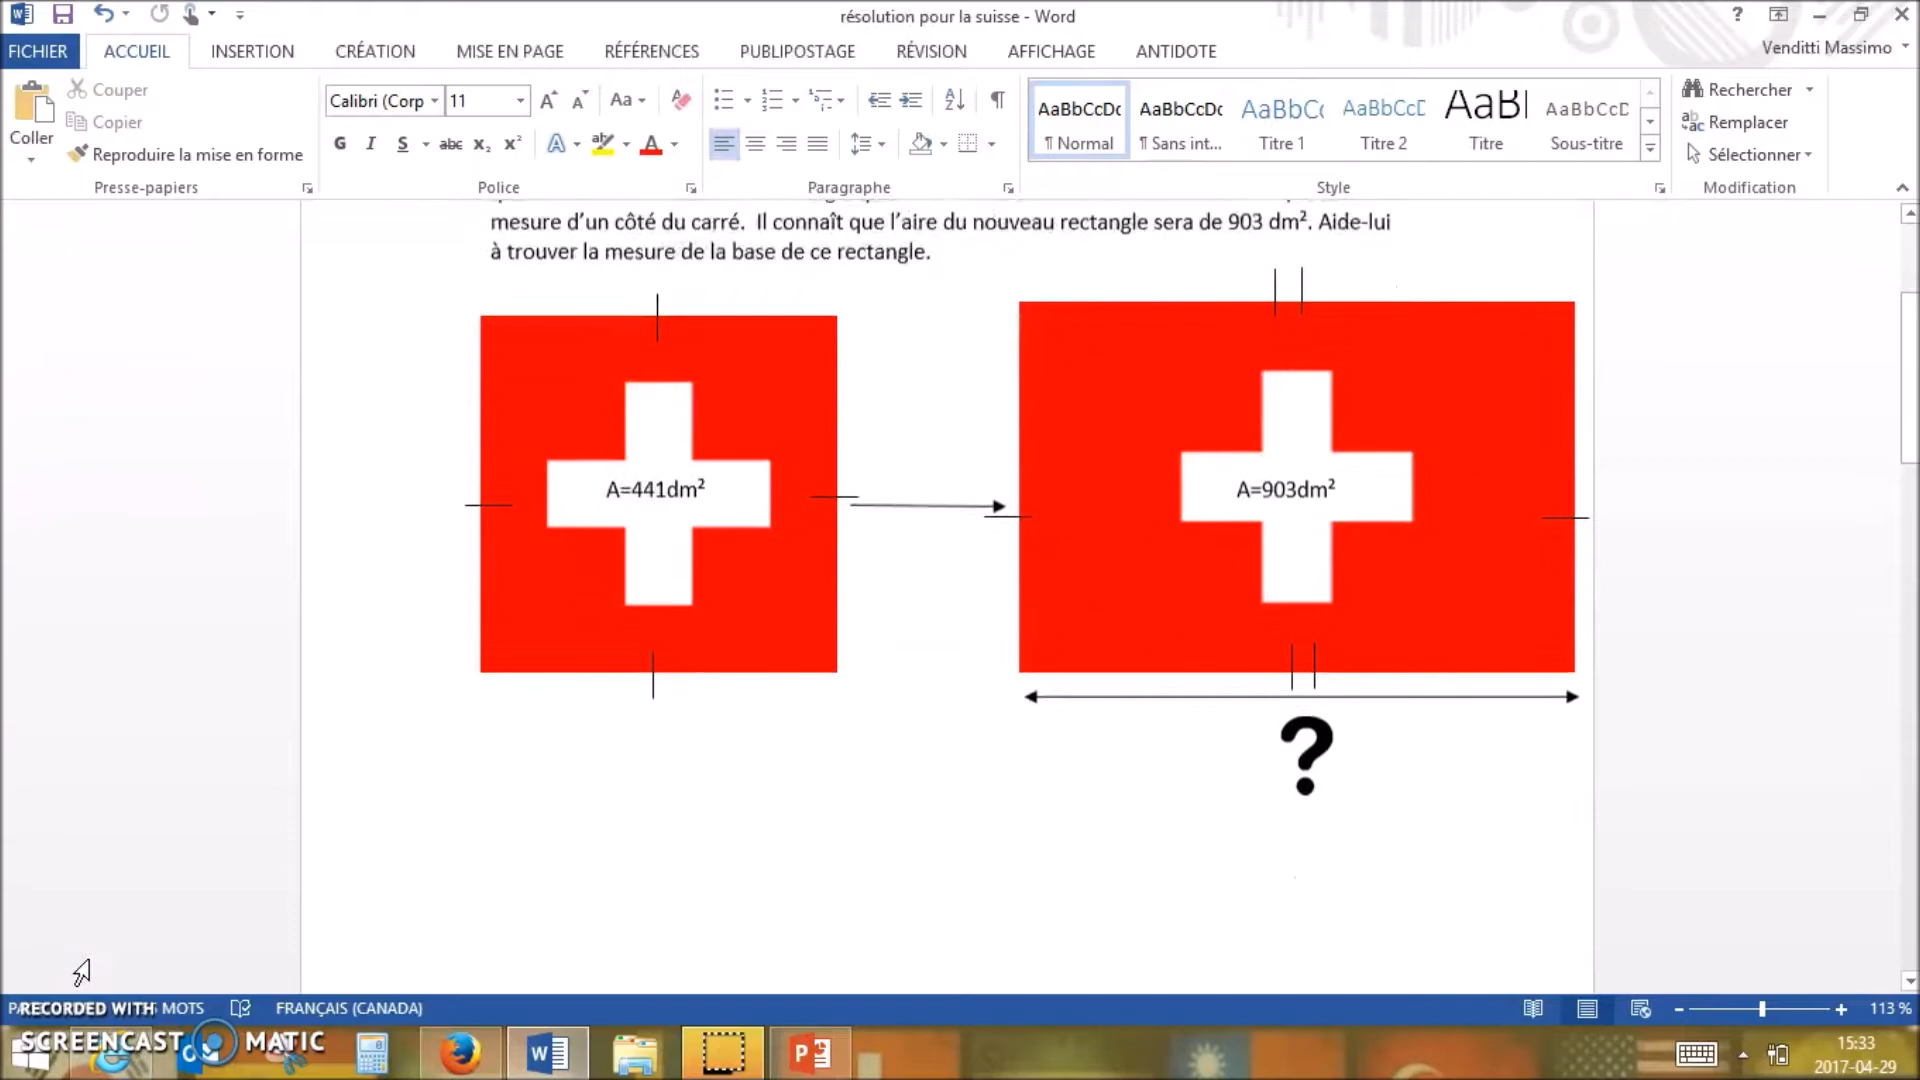 résolution pour la suisse - Word
FICHIER ACCUEIL INSERTION CRÉATION MISE EN PAGE RÉFÉRENCES PUBLIPOSTAGE RÉVISION AFFICHAGE ANTIDOTE
Venditti Massimo
Coller
Couper
Copier
Reproduire la mise en forme
Presse-papiers
Calibri (Corp 11
Police
Paragraphe
AaBbCcDc AaBbCcDc AaBbC( AaBbCcD AaB AaBbCcD
¶ Normal ¶ Sans int... Titre 1 Titre 2 Titre Sous-titre
Style
Rechercher
Remplacer
Sélectionner
Modification
mesure d’un côté du carré. Il connaît que l’aire du nouveau rectangle sera de 903 dm². Aide-lui
à trouver la mesure de la base de ce rectangle.
A=441dm²
A=903dm²
?
MOTS FRANÇAIS (CANADA)
113 %
RECORDED WITH
SCREENCAST MATIC
15:33
2017-04-29